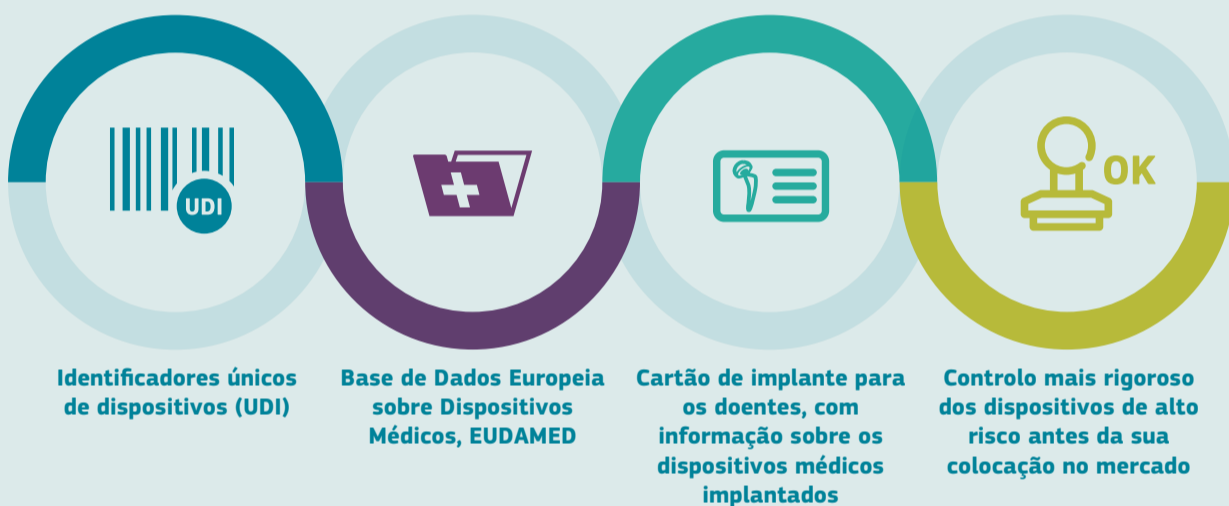 UDI
OK
Identificadores únicos
de dispositivos (UDI)
Base de Dados Europeia
sobre Dispositivos
Médicos, EUDAMED
Cartão de implante para
os doentes, com
informação sobre os
dispositivos médicos
implantados
Controlo mais rigoroso
dos dispositivos de alto
risco antes da sua
colocação no mercado